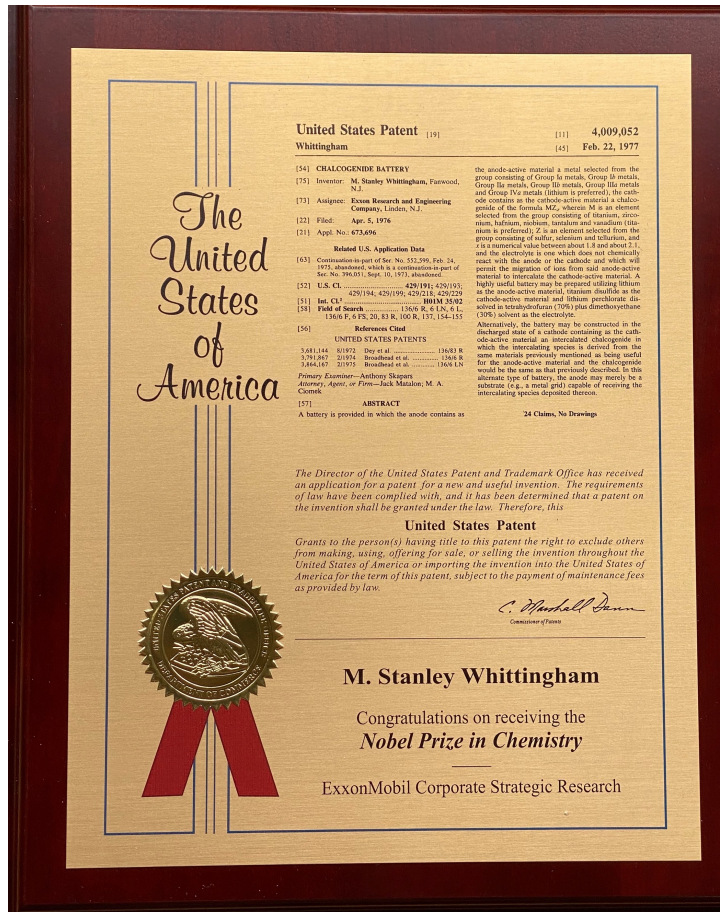 The
United
States
of
America
United States Patent [19]
Whittingham
[11] 4,009,052
[45] Feb. 22, 1977
[54] CHALCOGENIDE BATTERY
[75] Inventor: M. Stanley Whittingham, Fanwood,
N.J.
[73] Assignee: Exxon Research and Engineering
Company, Linden, N.J.
[22] Filed: Apr. 5, 1976
[21] Appl. No.: 673,696
Related U.S. Application Data
[63] Continuation-in-part of Ser. No. 552,599, Feb. 24,
1975, abandoned, which is a continuation-in-part of
Ser. No. 396,051, Sept. 10, 1973, abandoned.
[52] U.S. Cl. ........................ 429/191; 429/193;
429/194; 429/199; 429/218; 429/229
[51] Int. Cl.² ........................ H01M 35/02
[58] Field of Search ............ 136/6 R, 6 LN, 6 L,
136/6 F, 6 FS, 20, 83 R, 100 R, 137, 154-155
[56] References Cited
UNITED STATES PATENTS
3,681,144 8/1972 Dey et al. .................... 136/83 R
3,791,867 2/1974 Broadhead et al. .............. 136/6 R
3,864,167 2/1975 Broadhead et al. ............ 136/6 LN
Primary Examiner—Anthony Skapars
Attorney, Agent, or Firm—Jack Matalon; M. A.
Ciomek
[57] ABSTRACT
A battery is provided in which the anode contains as
the anode-active material a metal selected from the
group consisting of Group Ia metals, Group Ib metals,
Group IIa metals, Group IIb metals, Group IIIa metals
and Group IVa metals (lithium is preferred), the cath-
ode contains as the cathode-active material a chalco-
genide of the formula MZₓ, wherein M is an element
selected from the group consisting of titanium, zirco-
nium, hafnium, niobium, tantalum and vanadium (tita-
nium is preferred); Z is an element selected from the
group consisting of sulfur, selenium and tellurium, and
x is a numerical value between about 1.8 and about 2.1,
and the electrolyte is one which does not chemically
react with the anode or the cathode and which will
permit the migration of ions from said anode-active
material to intercalate the cathode-active material. A
highly useful battery may be prepared utilizing lithium
as the anode-active material, titanium disulfide as the
cathode-active material and lithium perchlorate dis-
solved in tetrahydrofuran (70%) plus dimethoxyethane
(30%) solvent as the electrolyte.
Alternatively, the battery may be constructed in the
discharged state of a cathode containing as the cath-
ode-active material an intercalated chalcogenide in
which the intercalating species is derived from the
same materials previously mentioned as being useful
for the anode-active material and the chalcogenide
would be the same as that previously described. In this
alternate type of battery, the anode may merely be a
substrate (e.g., a metal grid) capable of receiving the
intercalating species deposited thereon.
24 Claims, No Drawings
The Director of the United States Patent and Trademark Office has received
an application for a patent for a new and useful invention. The requirements
of law have been complied with, and it has been determined that a patent on
the invention shall be granted under the law. Therefore, this
United States Patent
Grants to the person(s) having title to this patent the right to exclude others
from making, using, offering for sale, or selling the invention throughout the
United States of America or importing the invention into the United States of
America for the term of this patent, subject to the payment of maintenance fees
as provided by law.
C. Marshall Dann
Commissioner of Patents
UNITED STATES PATENT AND TRADEMARK OFFICE
DEPARTMENT OF COMMERCE
M. Stanley Whittingham
Congratulations on receiving the
Nobel Prize in Chemistry
ExxonMobil Corporate Strategic Research